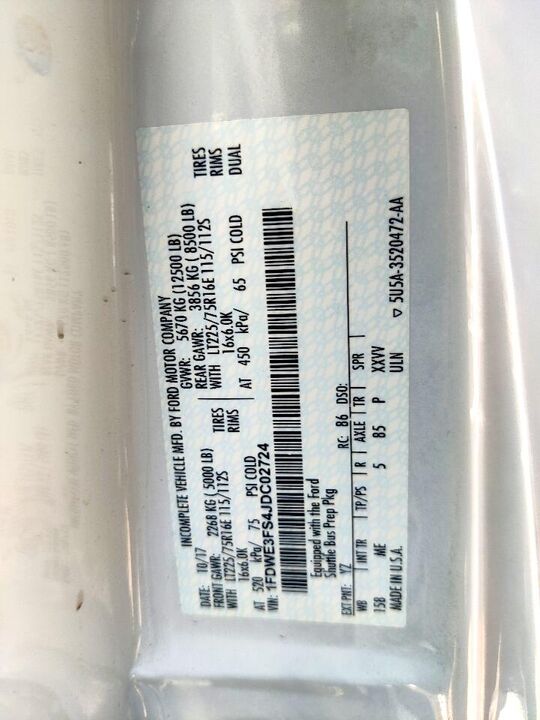 INCOMPLETE VEHICLE MFD. BY FORD MOTOR COMPANY
DATE: 10/17 GVWR: 5670 KG (12500 LB)
FRONT GAWR: 2268 KG ( 5000 LB) REAR GAWR: 3856 KG ( 8500 LB)
WITH LT225/75R16E 115/112S TIRES WITH LT225/75R16E 115/112S TIRES
16x6.0K RIMS 16x6.0K RIMS
AT 520 kPa/ 75 PSI COLD AT 450 kPa/ 65 PSI COLD DUAL
VIN: 1FDWE3FS4JDC02724
Equipped with the Ford
Shuttle Bus Prep Pkg
EXT PNT: YZ RC: 86 DSO:
WB INT TR TP/PS R AXLE TR SPR
158 ME 5 85 P XXVV
MADE IN U.S.A. ULN
▽ 5U5A-3520472-AA